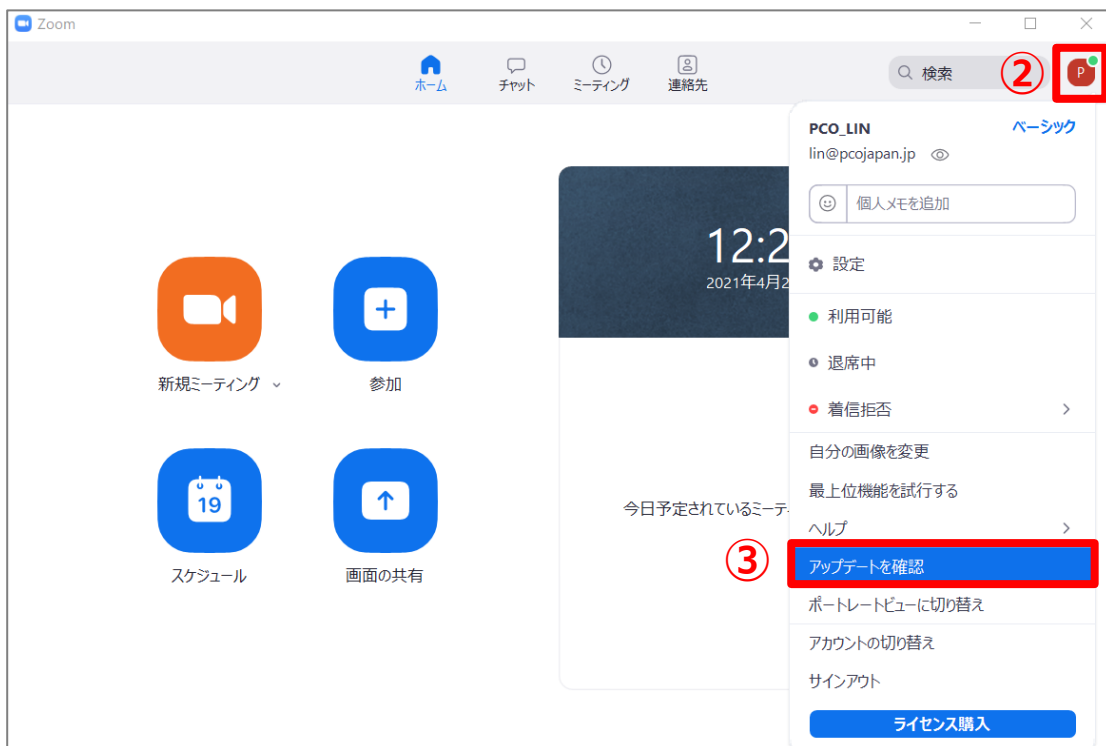 Zoom
ホーム
チャット
ミーティング
連絡先
検索
②
P
PCO_LIN
ベーシック
lin@pcojapan.jp
個人メモを追加
12:2
2021年4月2
設定
利用可能
退席中
着信拒否
新規ミーティング
参加
自分の画像を変更
最上位機能を試行する
19
今日予定されているミーテ
ヘルプ
③
アップデートを確認
スケジュール
画面の共有
ポートレートビューに切り替え
アカウントの切り替え
サインアウト
ライセンス購入